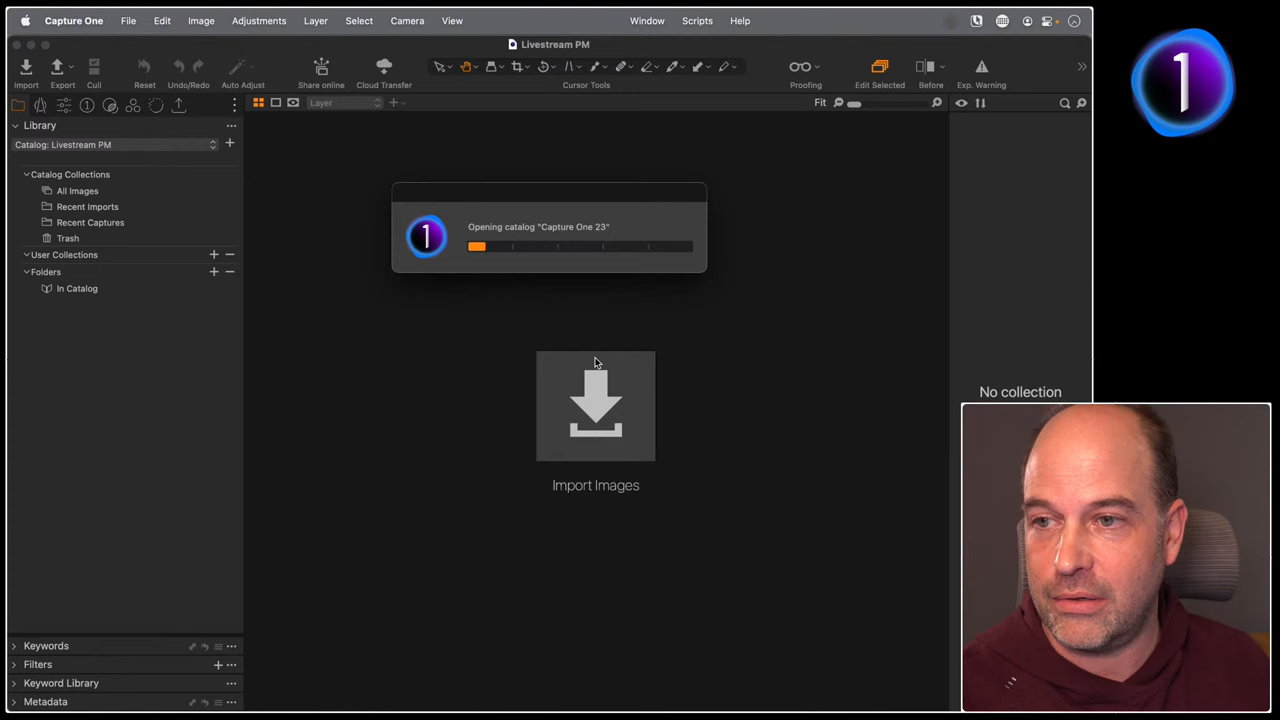 Capture One File Edit Image Adjustments Layer Select Camera View Window Scripts Help
Livestream PM
Import Export Cull Reset Undo/Redo Auto Adjust Share online Cloud Transfer Cursor Tools Proofing Edit Selected Before Exp. Warning
Layer Fit
Library
Catalog: Livestream PM
Catalog Collections
All Images
Recent Imports
Recent Captures
Trash
User Collections
Folders
In Catalog
Opening catalog "Capture One 23"
1
Import Images
No collection
Keywords
Filters
Keyword Library
Metadata
1